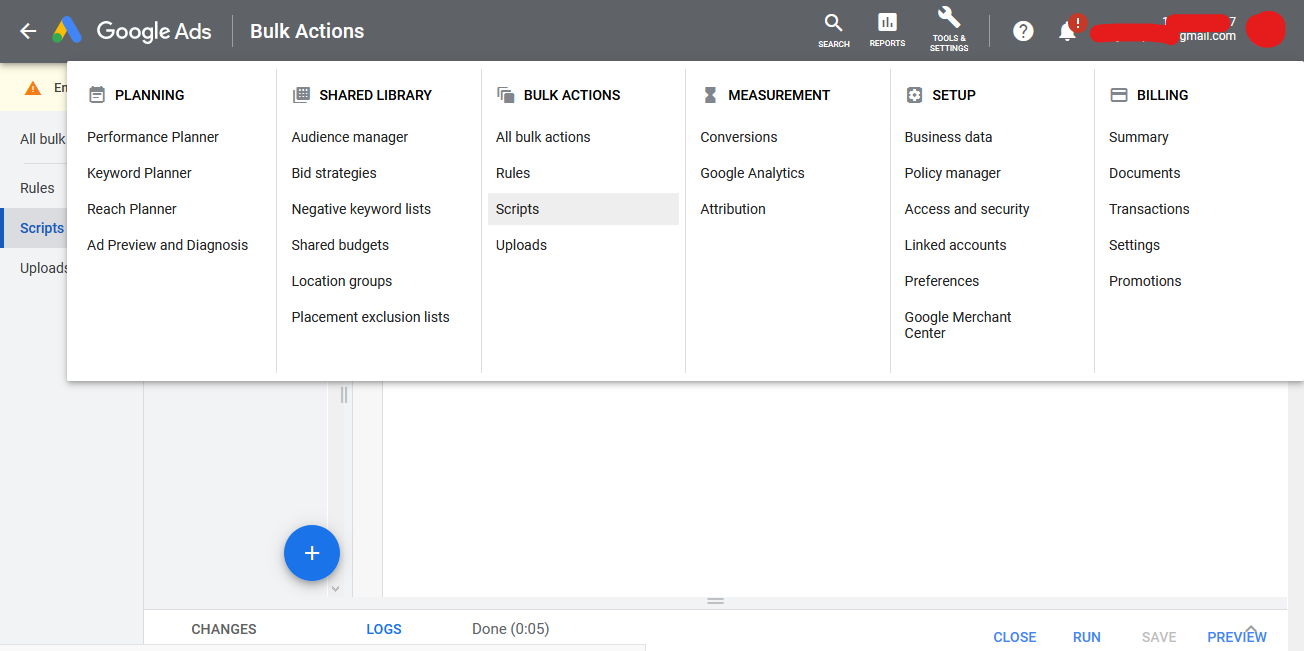 Google Ads
Bulk Actions
SEARCH
REPORTS
TOOLS &
SETTINGS
?
!
1
7
gmail.com
En
All bulk
Rules
Scripts
Uploads
PLANNING
Performance Planner
Keyword Planner
Reach Planner
Ad Preview and Diagnosis
SHARED LIBRARY
Audience manager
Bid strategies
Negative keyword lists
Shared budgets
Location groups
Placement exclusion lists
BULK ACTIONS
All bulk actions
Rules
Scripts
Uploads
MEASUREMENT
Conversions
Google Analytics
Attribution
SETUP
Business data
Policy manager
Access and security
Linked accounts
Preferences
Google Merchant
Center
BILLING
Summary
Documents
Transactions
Settings
Promotions
CHANGES
LOGS
Done (0:05)
CLOSE
RUN
SAVE
PREVIEW